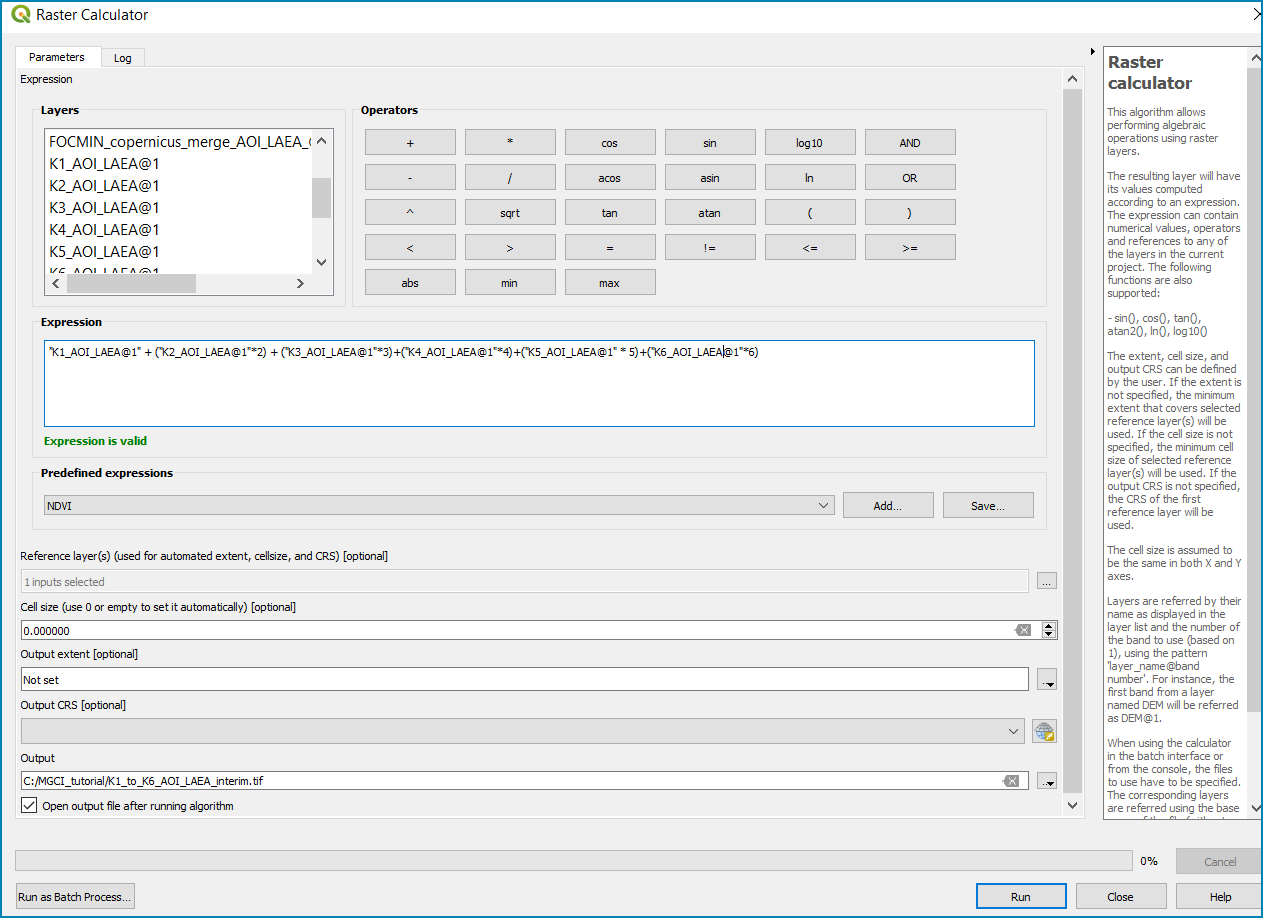 Raster Calculator
Parameters
Log
Expression
Layers
FOCMIN_copernicus_merge_AOI_LAEA_
K1_AOI_LAEA@1
K2_AOI_LAEA@1
K3_AOI_LAEA@1
K4_AOI_LAEA@1
K5_AOI_LAEA@1
K6_AOI_LAEA@1
Operators
+ * cos sin log10 AND
- / acos asin ln OR
^ sqrt tan atan ( )
< > = != <= >=
abs min max
Expression
"K1_AOI_LAEA@1" + ("K2_AOI_LAEA@1"*2) + ("K3_AOI_LAEA@1"*3)+("K4_AOI_LAEA@1"*4)+("K5_AOI_LAEA@1" * 5)+("K6_AOI_LAEA@1"*6)
Expression is valid
Predefined expressions
NDVI
Add...
Save...
Reference layer(s) (used for automated extent, cellsize, and CRS) [optional]
1 inputs selected
...
Cell size (use 0 or empty to set it automatically) [optional]
0.000000
Output extent [optional]
Not set
...
Output CRS [optional]
Output
C:/MGCI_tutorial/K1_to_K6_AOI_LAEA_interim.tif
...
Open output file after running algorithm
Raster
calculator
This algorithm allows
performing algebraic
operations using raster
layers.
The resulting layer will have
its values computed
according to an expression.
The expression can contain
numerical values, operators
and references to any of
the layers in the current
project. The following
functions are also
supported:
- sin(), cos(), tan(),
atan2(), ln(), log10()
The extent, cell size, and
output CRS can be defined
by the user. If the extent is
not specified, the minimum
extent that covers selected
reference layer(s) will be
used. If the cell size is not
specified, the minimum cell
size of selected reference
layer(s) will be used. If the
output CRS is not specified,
the CRS of the first
reference layer will be
used.
The cell size is assumed to
be the same in both X and Y
axes.
Layers are referred by their
name as displayed in the
layer list and the number of
the band to use (based on
1), using the pattern
'layer_name@band
number'. For instance, the
first band from a layer
named DEM will be referred
as DEM@1.
When using the calculator
in the batch interface or
from the console, the files
to use have to be specified.
The corresponding layers
are referred using the base
0%
Cancel
Run as Batch Process...
Run
Close
Help